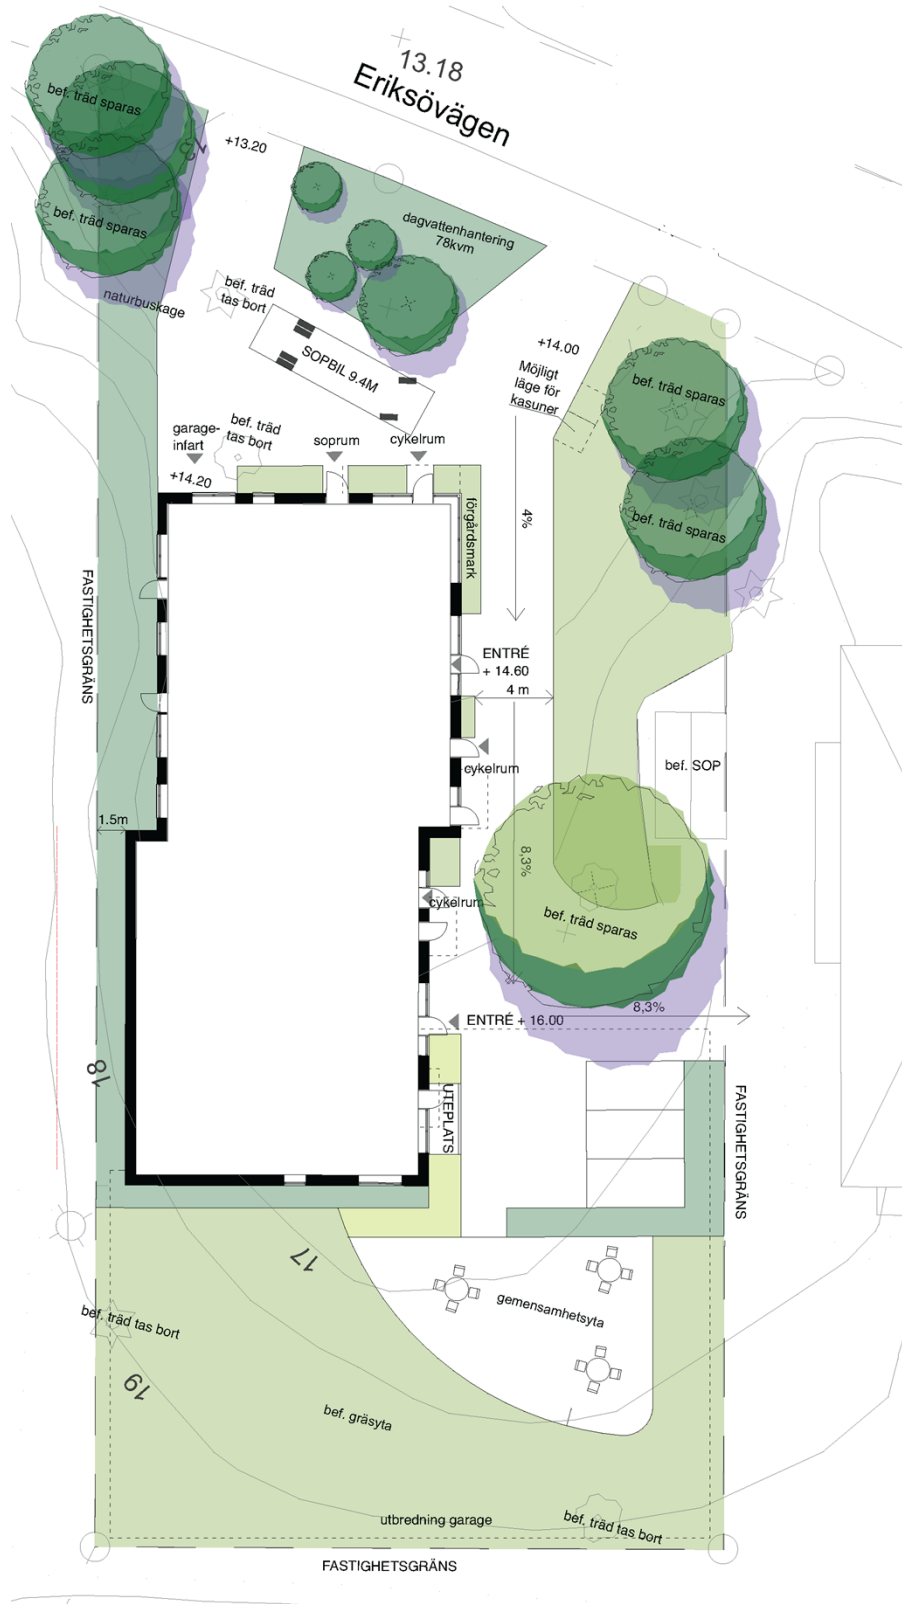 13.18
Eriksövägen
bef. träd sparas
+13.20
bef. träd sparas
dagvattenhantering
78kvm
naturbuskage
bef. träd
tas bort
SOPBIL 9.4M
+14.00
Möjligt
läge för
kasuner
bef. träd sparas
garage-
infart
bef. träd
tas bort
soprum
cykelrum
+14.20
förgårdsmark
4%
bef. träd sparas
FASTIGHETSGRÄNS
ENTRÉ
+ 14.60
4 m
cykelrum
bef. SOP
1.5m
8,3%
cykelrum
bef. träd sparas
8,3%
ENTRÉ + 16.00
18
UTEPLATS
FASTIGHETSGRÄNS
17
gemensamhetsyta
bef. träd tas bort
19
bef. gräsyta
utbredning garage
bef. träd tas bort
FASTIGHETSGRÄNS